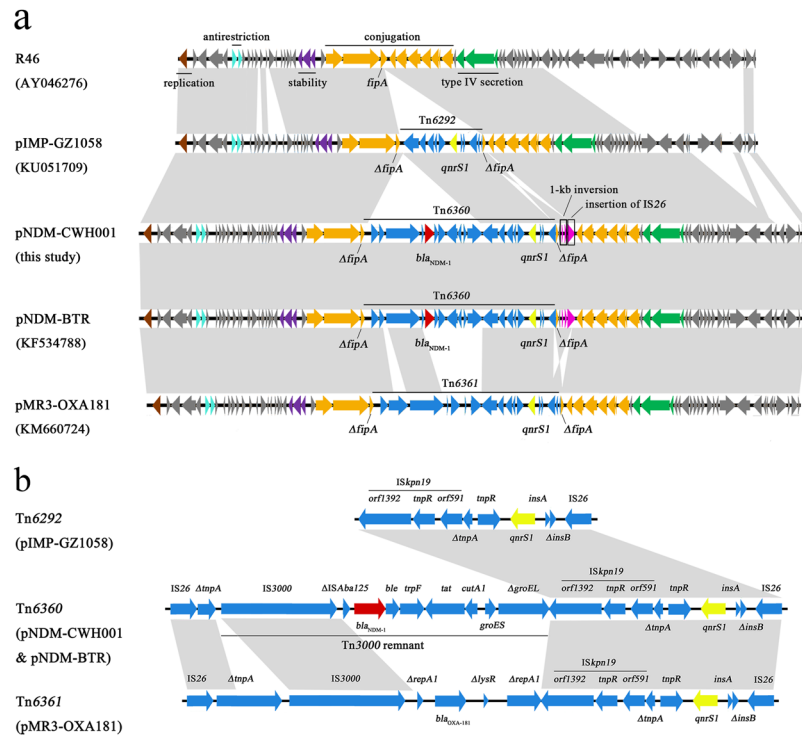 a
antirestriction
conjugation
R46
(AY046276)
replication
stability
fipA
type IV secretion
Tn6292
pIMP-GZ1058
(KU051709)
ΔfipA
qnrS1
ΔfipA
1-kb inversion
insertion of IS26
Tn6360
pNDM-CWH001
(this study)
ΔfipA
blaNDM-1
qnrS1
ΔfipA
Tn6360
pNDM-BTR
(KF534788)
ΔfipA
blaNDM-1
qnrS1
ΔfipA
Tn6361
pMR3-OXA181
(KM660724)
ΔfipA
qnrS1
ΔfipA
b
ISkpn19
orf1392 tnpR orf591 tnpR insA IS26
Tn6292
(pIMP-GZ1058)
ΔtnpA qnrS1 ΔinsB
ISkpn19
IS26 ΔtnpA IS3000 ΔISAba125 ble trpF tat cutA1 ΔgroEL orf1392 tnpR orf591 tnpR insA IS26
Tn6360
(pNDM-CWH001
& pNDM-BTR)
blaNDM-1 groES ΔtnpA qnrS1 ΔinsB
Tn3000 remnant
ISkpn19
IS26 ΔtnpA IS3000 ΔrepA1 ΔlysR ΔrepA1 orf1392 tnpR orf591 tnpR insA IS26
Tn6361
(pMR3-OXA181)
blaOXA-181 ΔtnpA qnrS1 ΔinsB